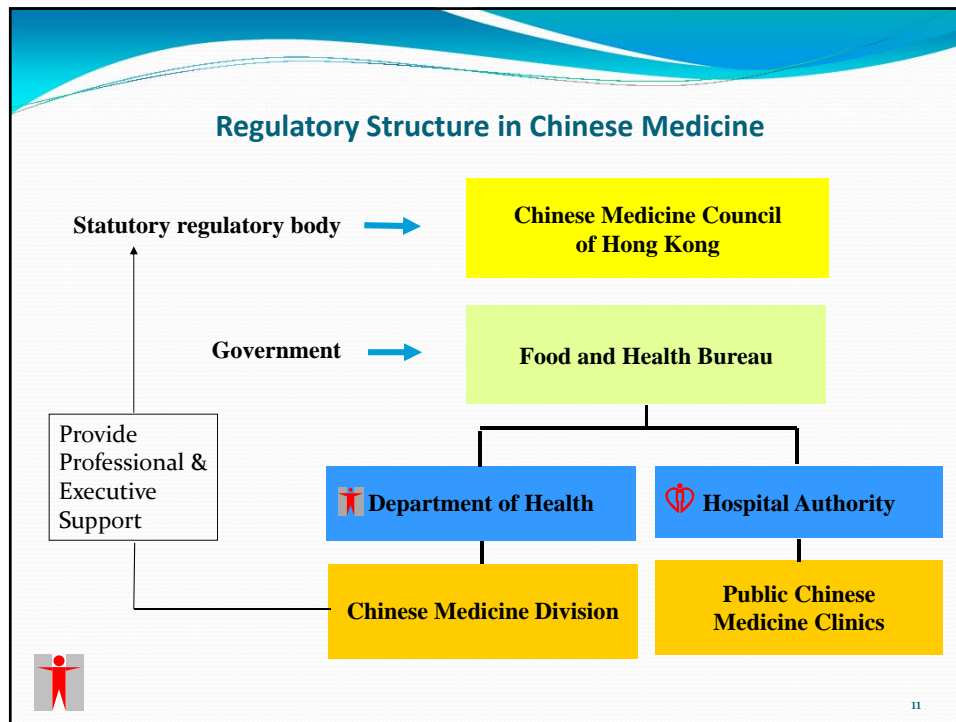 Regulatory Structure in Chinese Medicine
Statutory regulatory body
Chinese Medicine Council
of Hong Kong
Government
Food and Health Bureau
Provide
Professional &
Executive
Support
Department of Health
Hospital Authority
Chinese Medicine Division
Public Chinese
Medicine Clinics
11